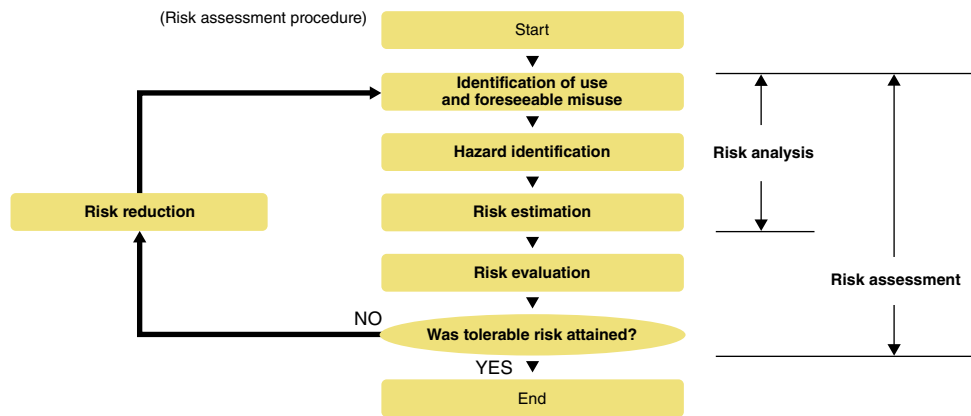 (Risk assessment procedure)
Start
Identification of use
and foreseeable misuse
Hazard identification
Risk analysis
Risk reduction
Risk estimation
Risk evaluation
Risk assessment
NO
Was tolerable risk attained?
YES
End